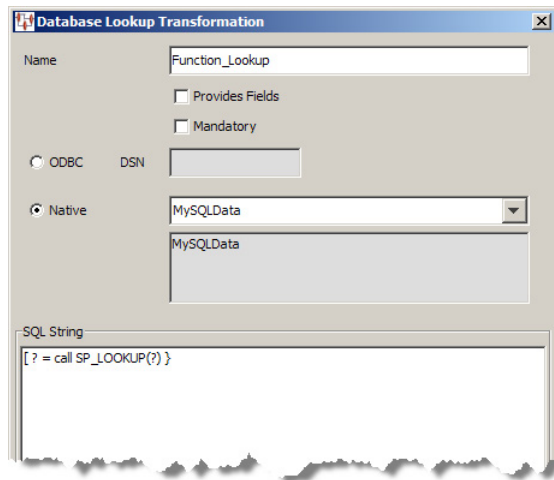 Database Lookup Transformation
Name
Function_Lookup
Provides Fields
Mandatory
ODBC DSN
Native
MySQLData
MySQLData
SQL String
[ ? = call SP_LOOKUP(?) }